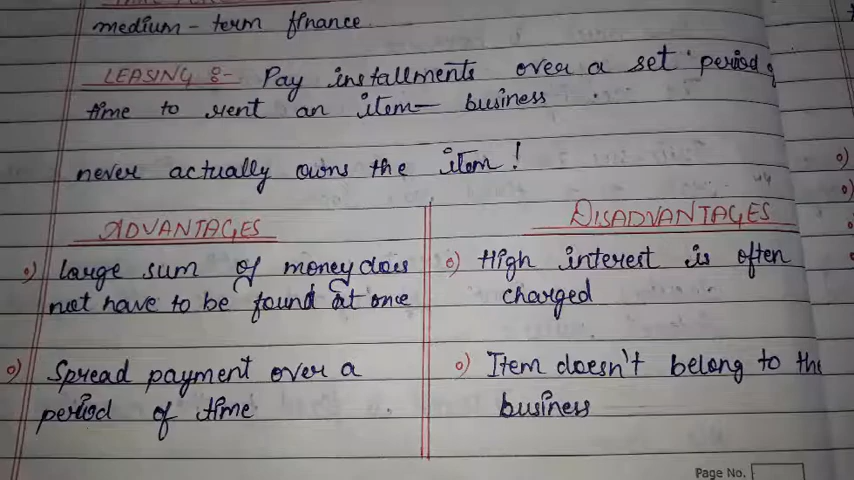 medium - term finance
LEASING :- Pay installments over a set period of
time to rent an item - business
never actually owns the item!
ADVANTAGES
DISADVANTAGES
large sum of money does
not have to be found at once
Spread payment over a
period of time
High interest is often
charged
Item doesn't belong to the
business
Page No.